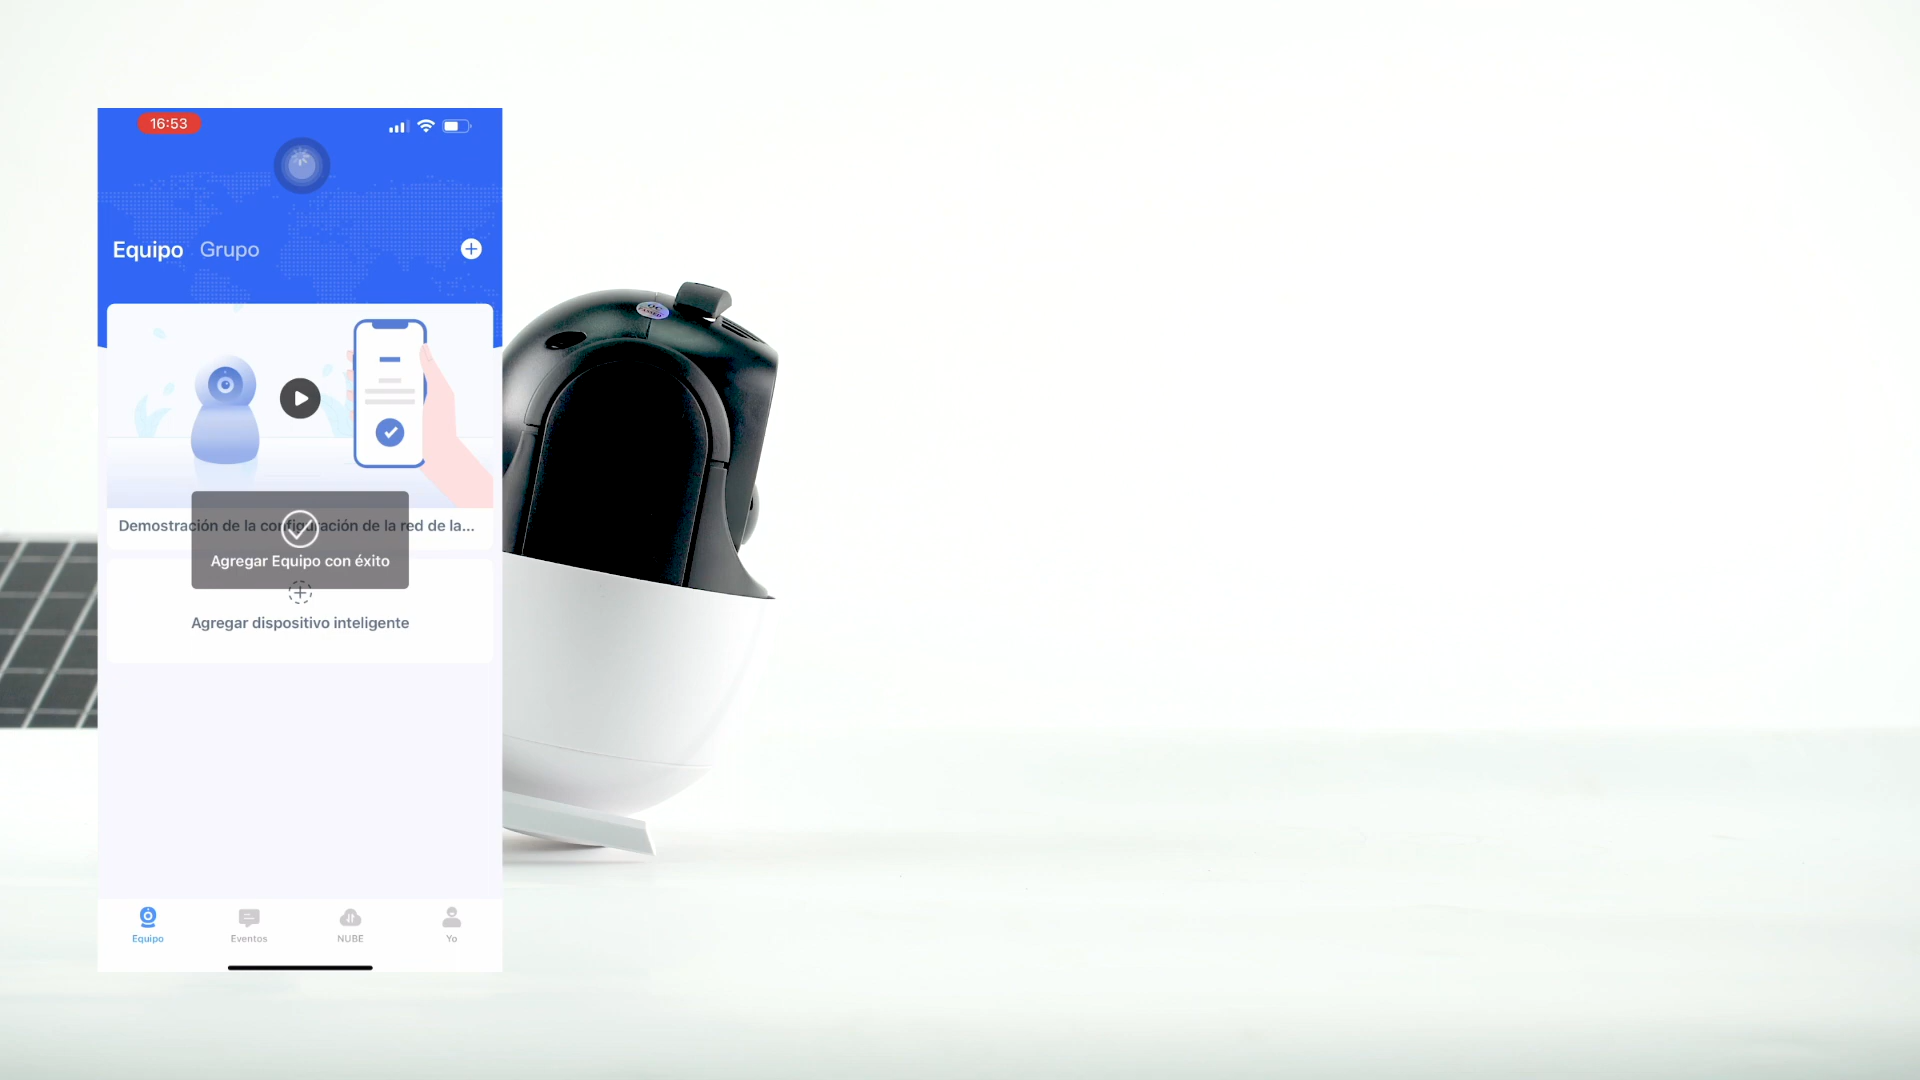 16:53
Equipo Grupo
Demostración de la configuración de la red de la...
Agregar Equipo con éxito
Agregar dispositivo inteligente
Equipo
Eventos
NUBE
Yo